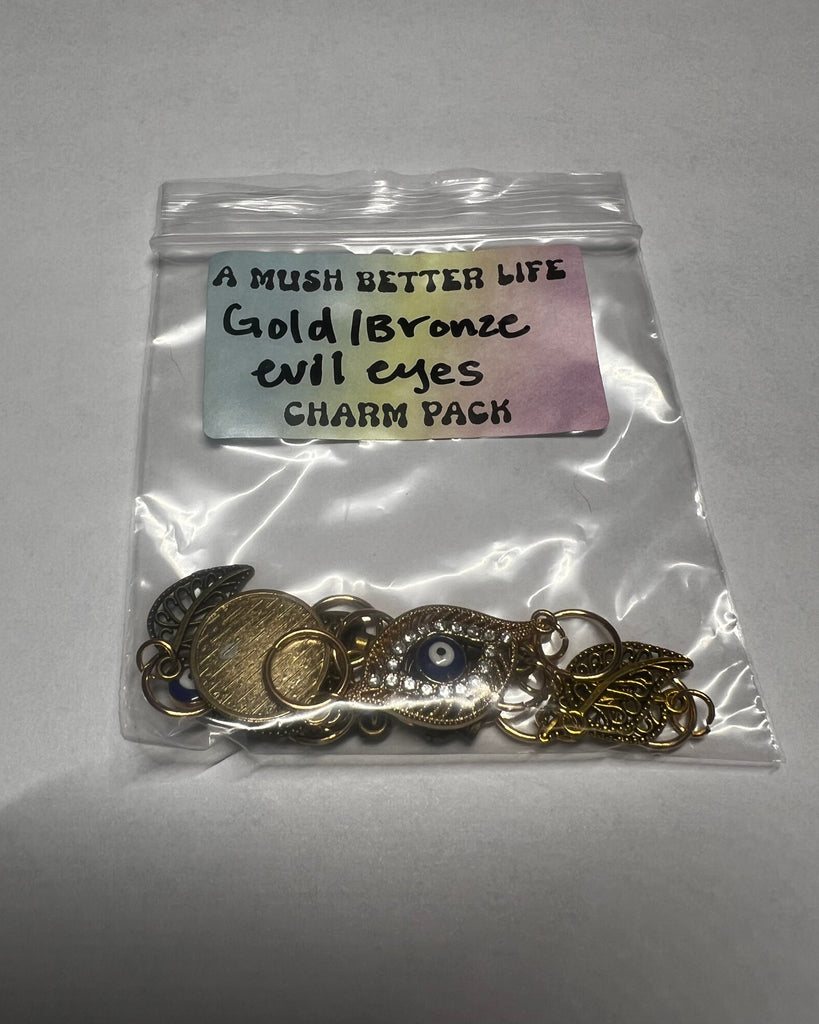 A MUSH BETTER LIFE
Gold/Bronze
evil eyes
CHARM PACK